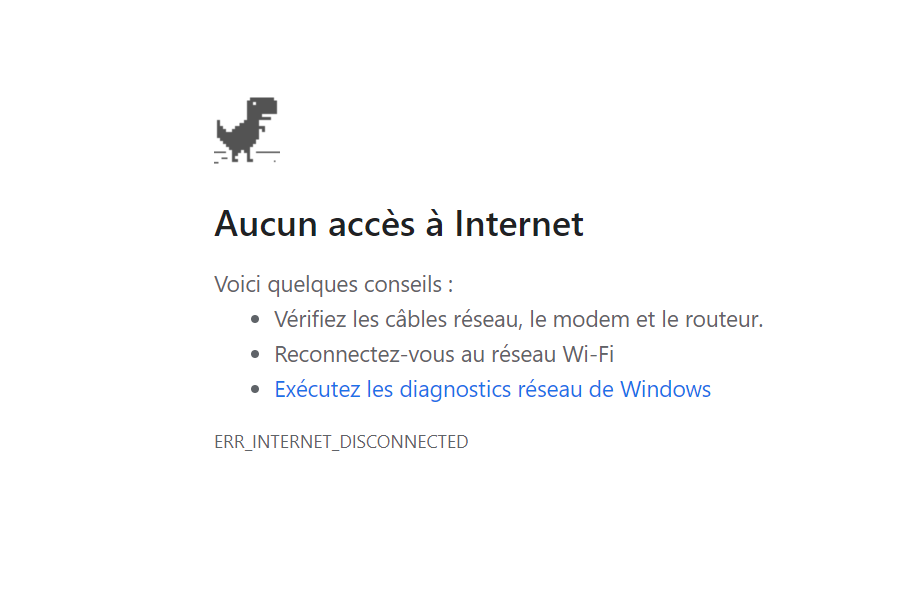 Aucun accès à Internet
Voici quelques conseils :
• Vérifiez les câbles réseau, le modem et le routeur.
• Reconnectez-vous au réseau Wi-Fi
• Exécutez les diagnostics réseau de Windows
ERR_INTERNET_DISCONNECTED